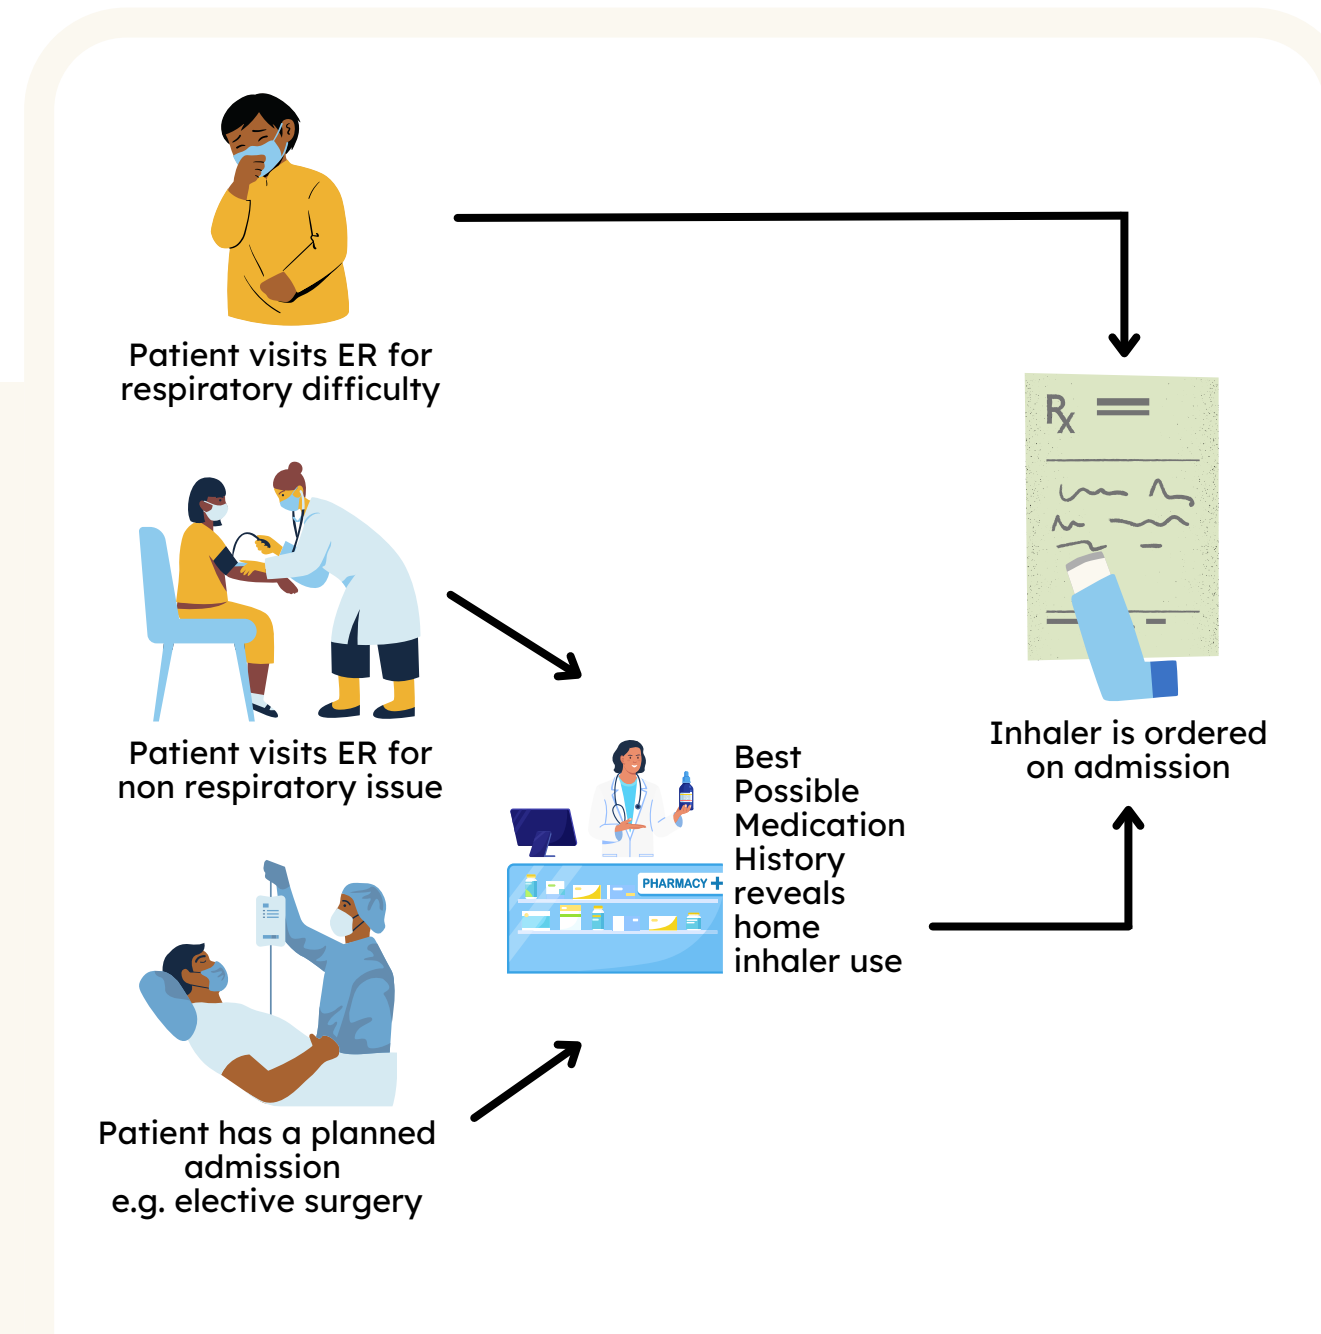 Patient visits ER for
respiratory difficulty
Rx
Patient visits ER for
non respiratory issue
Inhaler is ordered
on admission
Best
Possible
Medication
History
reveals
home
inhaler use
PHARMACY +
Patient has a planned
admission
e.g. elective surgery